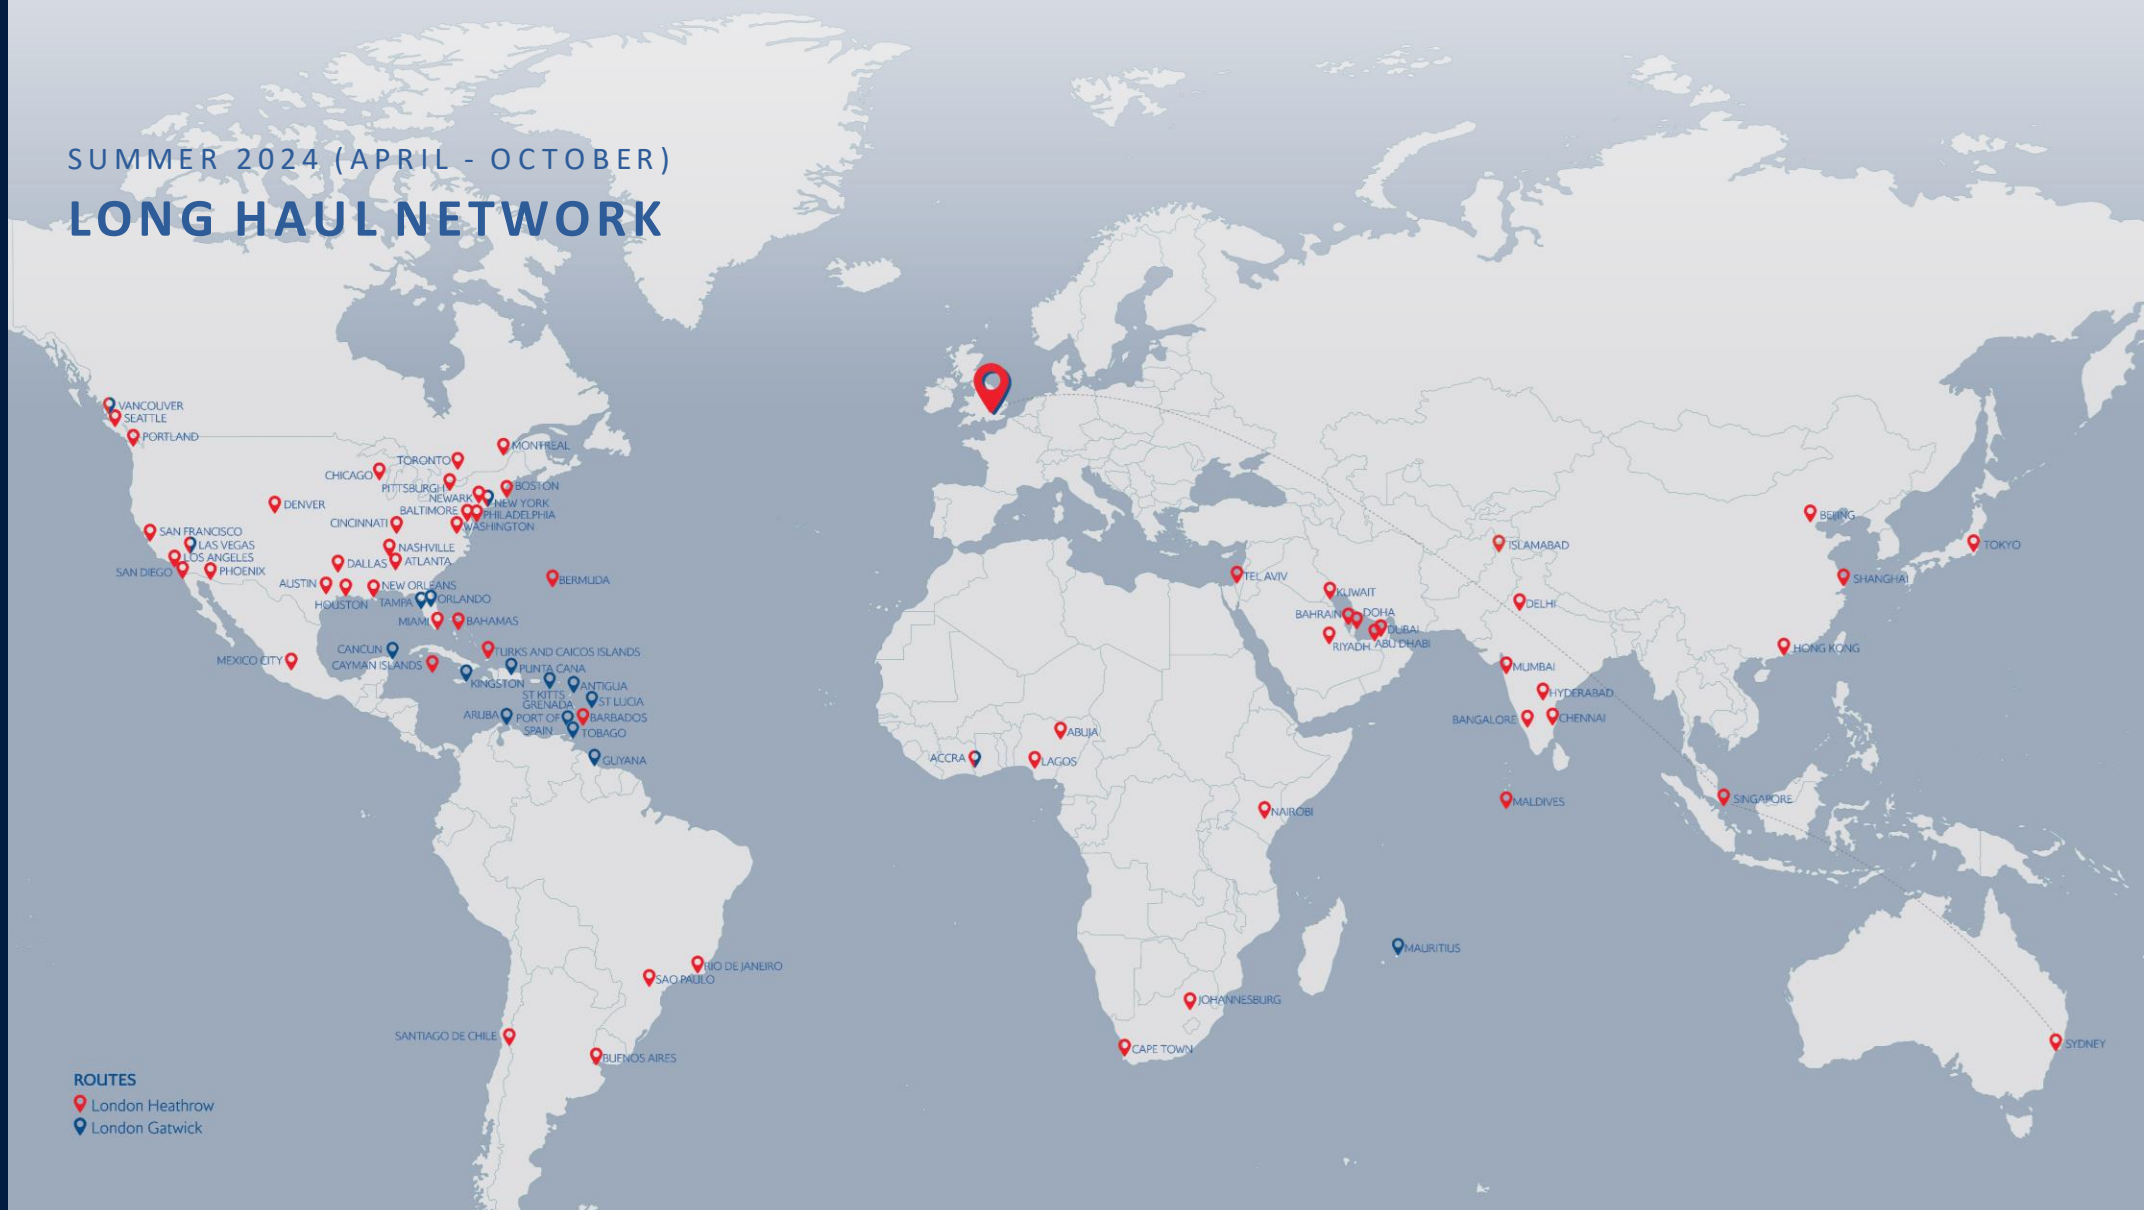 SUMMER 2024 (APRIL - OCTOBER)
LONG HAUL NETWORK
VANCOUVER
SEATTLE
PORTLAND
MONTREAL
TORONTO
CHICAGO
PITTSBURGH
BOSTON
NEWARK
NEW YORK
DENVER
BALTIMORE
PHILADELPHIA
CINCINNATI
WASHINGTON
SAN FRANCISCO
LAS VEGAS
NASHVILLE
LOS ANGELES
DALLAS
ATLANTA
SAN DIEGO
PHOENIX
AUSTIN
NEW ORLEANS
HOUSTON
TAMPA
ORLANDO
BERMUDA
MIAMI
BAHAMAS
CANCUN
TURKS AND CAICOS ISLANDS
MEXICO CITY
CAYMAN ISLANDS
PUNTA CANA
KINGSTON
ANTIGUA
ST KITTS
GRENADA
ST LUCIA
ARUBA
PORT OF
SPAIN
BARBADOS
TOBAGO
GUYANA
RIO DE JANEIRO
SAO PAULO
SANTIAGO DE CHILE
BUENOS AIRES
TEL AVIV
KUWAIT
BAHRAIN
DOHA
DUBAI
RIYADH
ABU DHABI
ABUJA
ACCRA
LAGOS
NAIROBI
MAURITIUS
JOHANNESBURG
CAPE TOWN
BEIJING
ISLAMABAD
TOKYO
SHANGHAI
DELHI
HONG KONG
MUMBAI
HYDERABAD
BANGALORE
CHENNAI
MALDIVES
SINGAPORE
SYDNEY
ROUTES
London Heathrow
London Gatwick